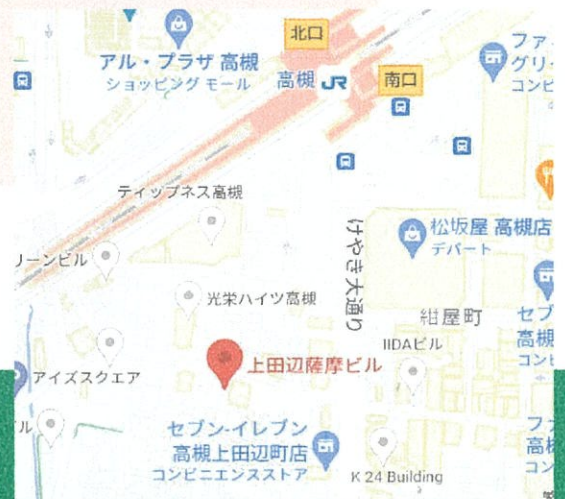 北口
アル・プラザ 高槻
ショッピング モール
高槻 JR
南口
ファ
グリー
コンビ
ティップネス高槻
リーンビル
松坂屋 高槻店
デパート
けやき大通り
光栄ハイツ高槻
紺屋町
セブ
高槻
コンビ
IIDAビル
上田辺薩摩ビル
アイズスクエア
ル
セブン-イレブン
高槻上田辺町店
コンビニエンスストア
K 24 Building
ファ
高槻
コン